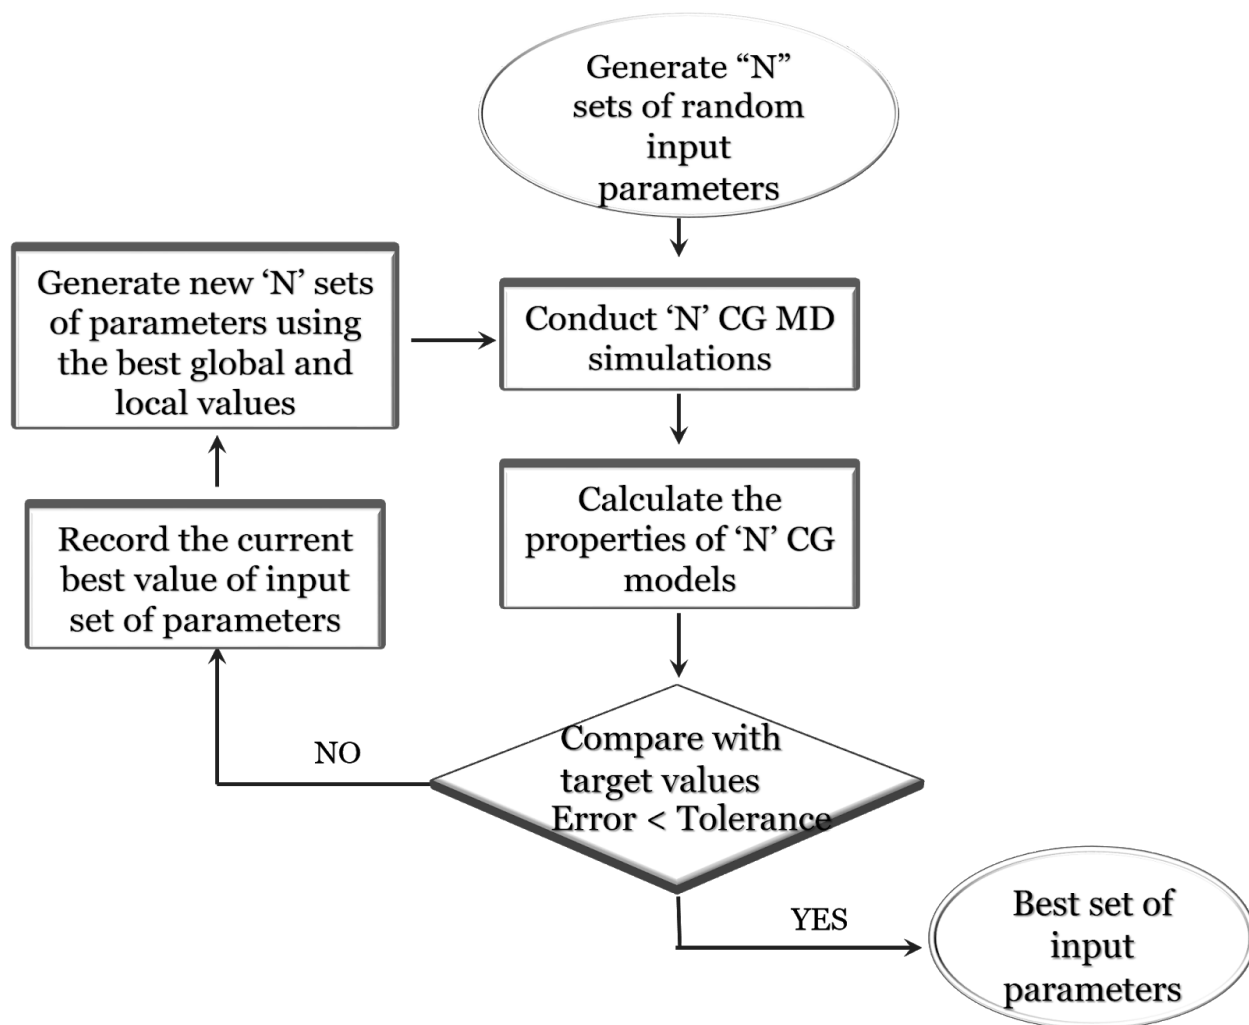 Generate “N”
sets of random
input
parameters
Generate new ‘N’ sets
of parameters using
the best global and
local values
Conduct ‘N’ CG MD
simulations
Record the current
best value of input
set of parameters
Calculate the
properties of ‘N’ CG
models
Compare with
target values
Error < Tolerance
NO
YES
Best set of
input
parameters